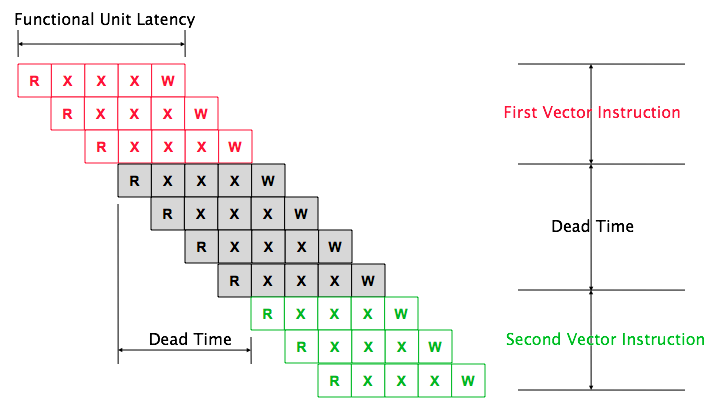 Functional Unit Latency
R X X X W
R X X X W
First Vector Instruction
R X X X W
R X X X W
R X X X W
Dead Time
R X X X W
R X X X W
R X X X W
Dead Time
R X X X W
Second Vector Instruction
R X X X W